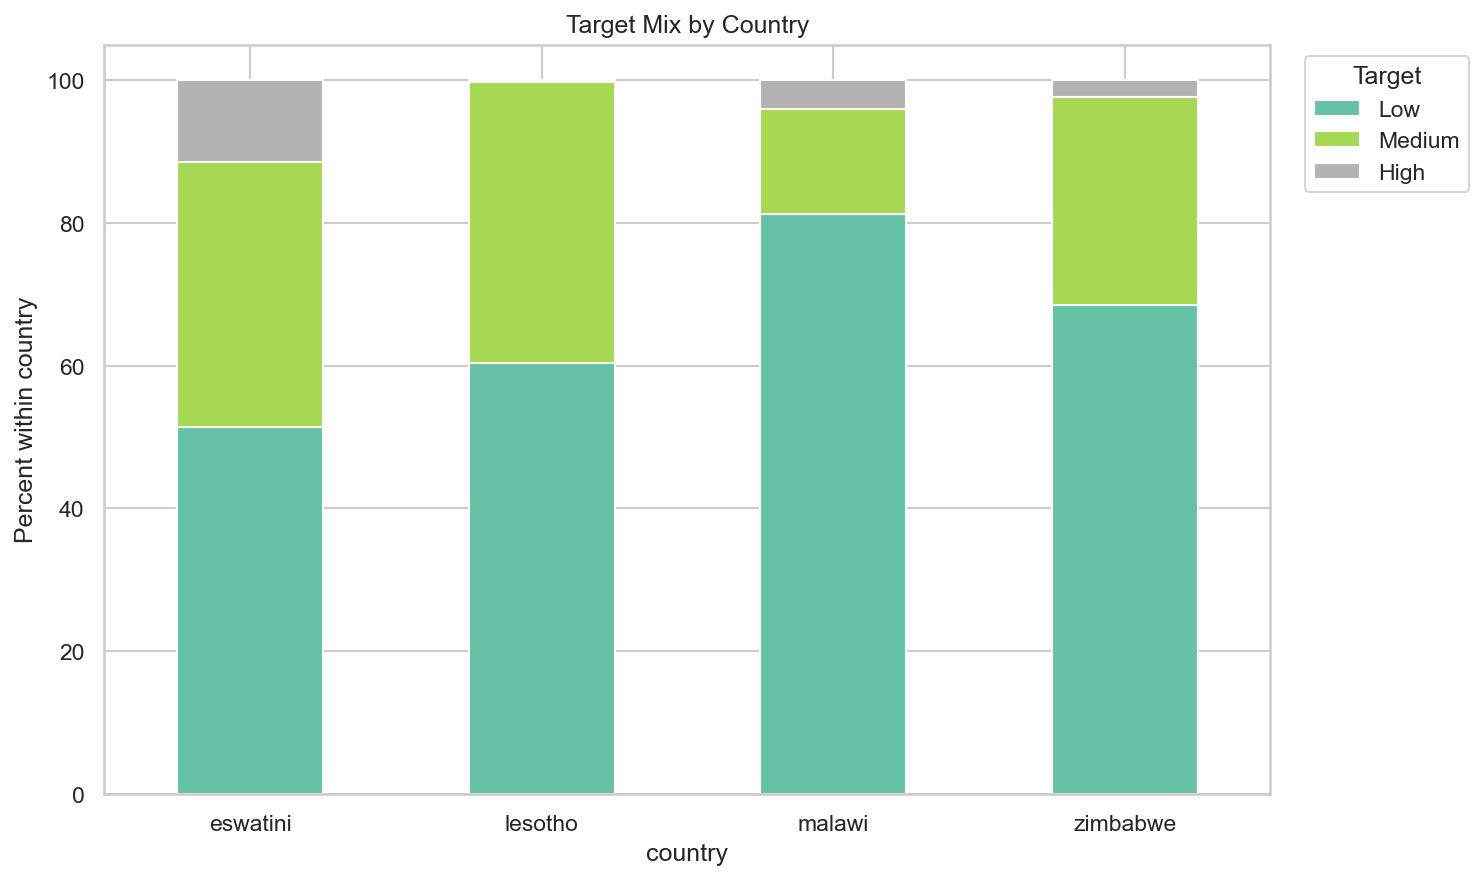 Target Mix by Country
Percent within country
100
80
60
40
20
0
eswatini
lesotho
malawi
zimbabwe
country
Target
Low
Medium
High